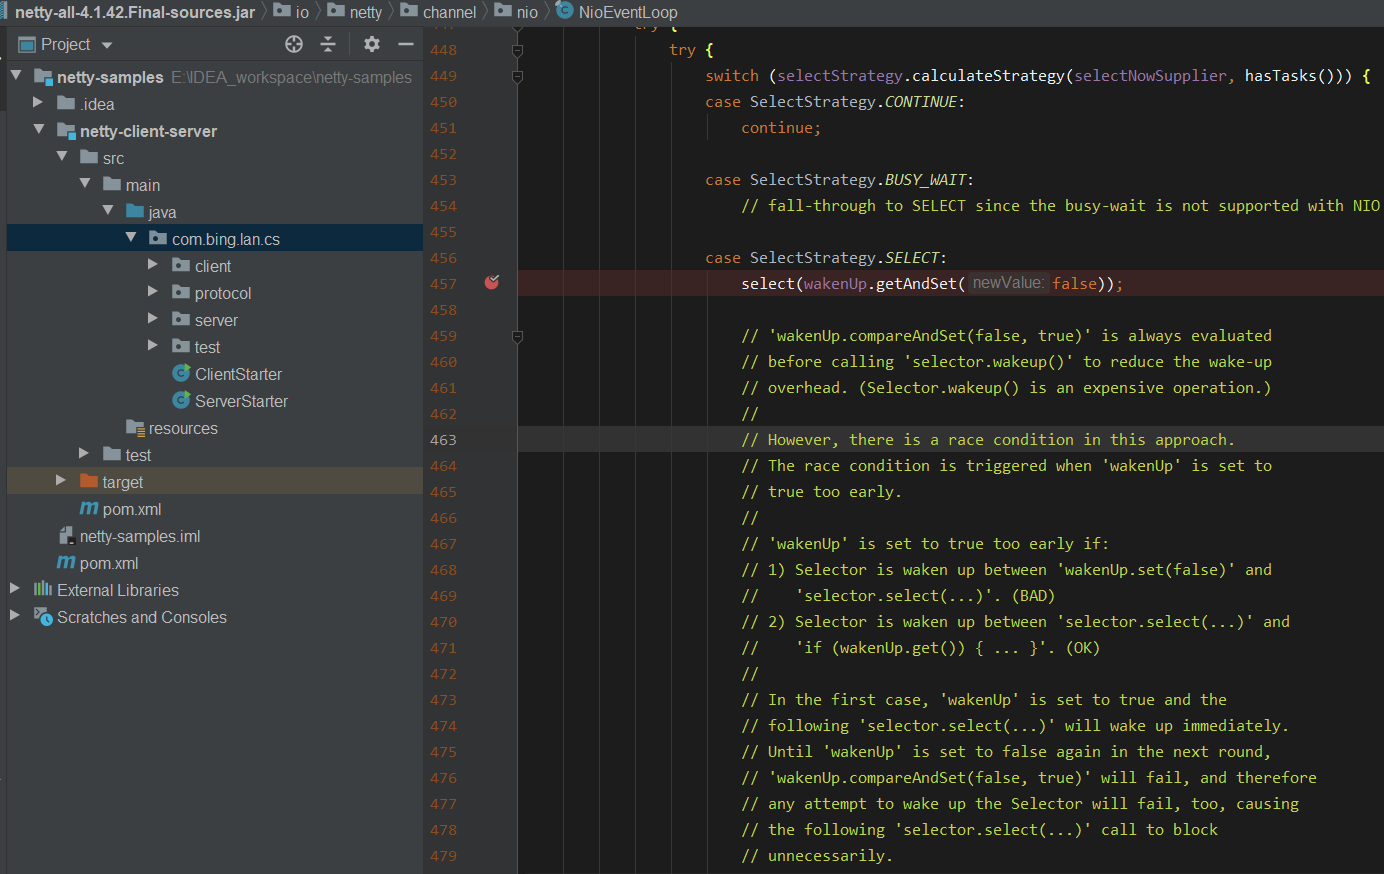 netty-all-4.1.42.Final-sources.jar io netty channel nio NioEventLoop
Project
netty-samples E:\IDEA_workspace\netty-samples
.idea
netty-client-server
src
main
java
com.bing.lan.cs
client
protocol
server
test
ClientStarter
ServerStarter
resources
test
target
pom.xml
netty-samples.iml
pom.xml
External Libraries
Scratches and Consoles
try {
448 try {
449 switch (selectStrategy.calculateStrategy(selectNowSupplier, hasTasks())) {
450 case SelectStrategy.CONTINUE:
451 continue;
452
453 case SelectStrategy.BUSY_WAIT:
454 // fall-through to SELECT since the busy-wait is not supported with NIO
455
456 case SelectStrategy.SELECT:
457 select(wakenUp.getAndSet( newValue: false));
458
459 // 'wakenUp.compareAndSet(false, true)' is always evaluated
460 // before calling 'selector.wakeup()' to reduce the wake-up
461 // overhead. (Selector.wakeup() is an expensive operation.)
462 //
463 // However, there is a race condition in this approach.
464 // The race condition is triggered when 'wakenUp' is set to
465 // true too early.
466 //
467 // 'wakenUp' is set to true too early if:
468 // 1) Selector is waken up between 'wakenUp.set(false)' and
469 // 'selector.select(...)'. (BAD)
470 // 2) Selector is waken up between 'selector.select(...)' and
471 // 'if (wakenUp.get()) { ... }'. (OK)
472 //
473 // In the first case, 'wakenUp' is set to true and the
474 // following 'selector.select(...)' will wake up immediately.
475 // Until 'wakenUp' is set to false again in the next round,
476 // 'wakenUp.compareAndSet(false, true)' will fail, and therefore
477 // any attempt to wake up the Selector will fail, too, causing
478 // the following 'selector.select(...)' call to block
479 // unnecessarily.